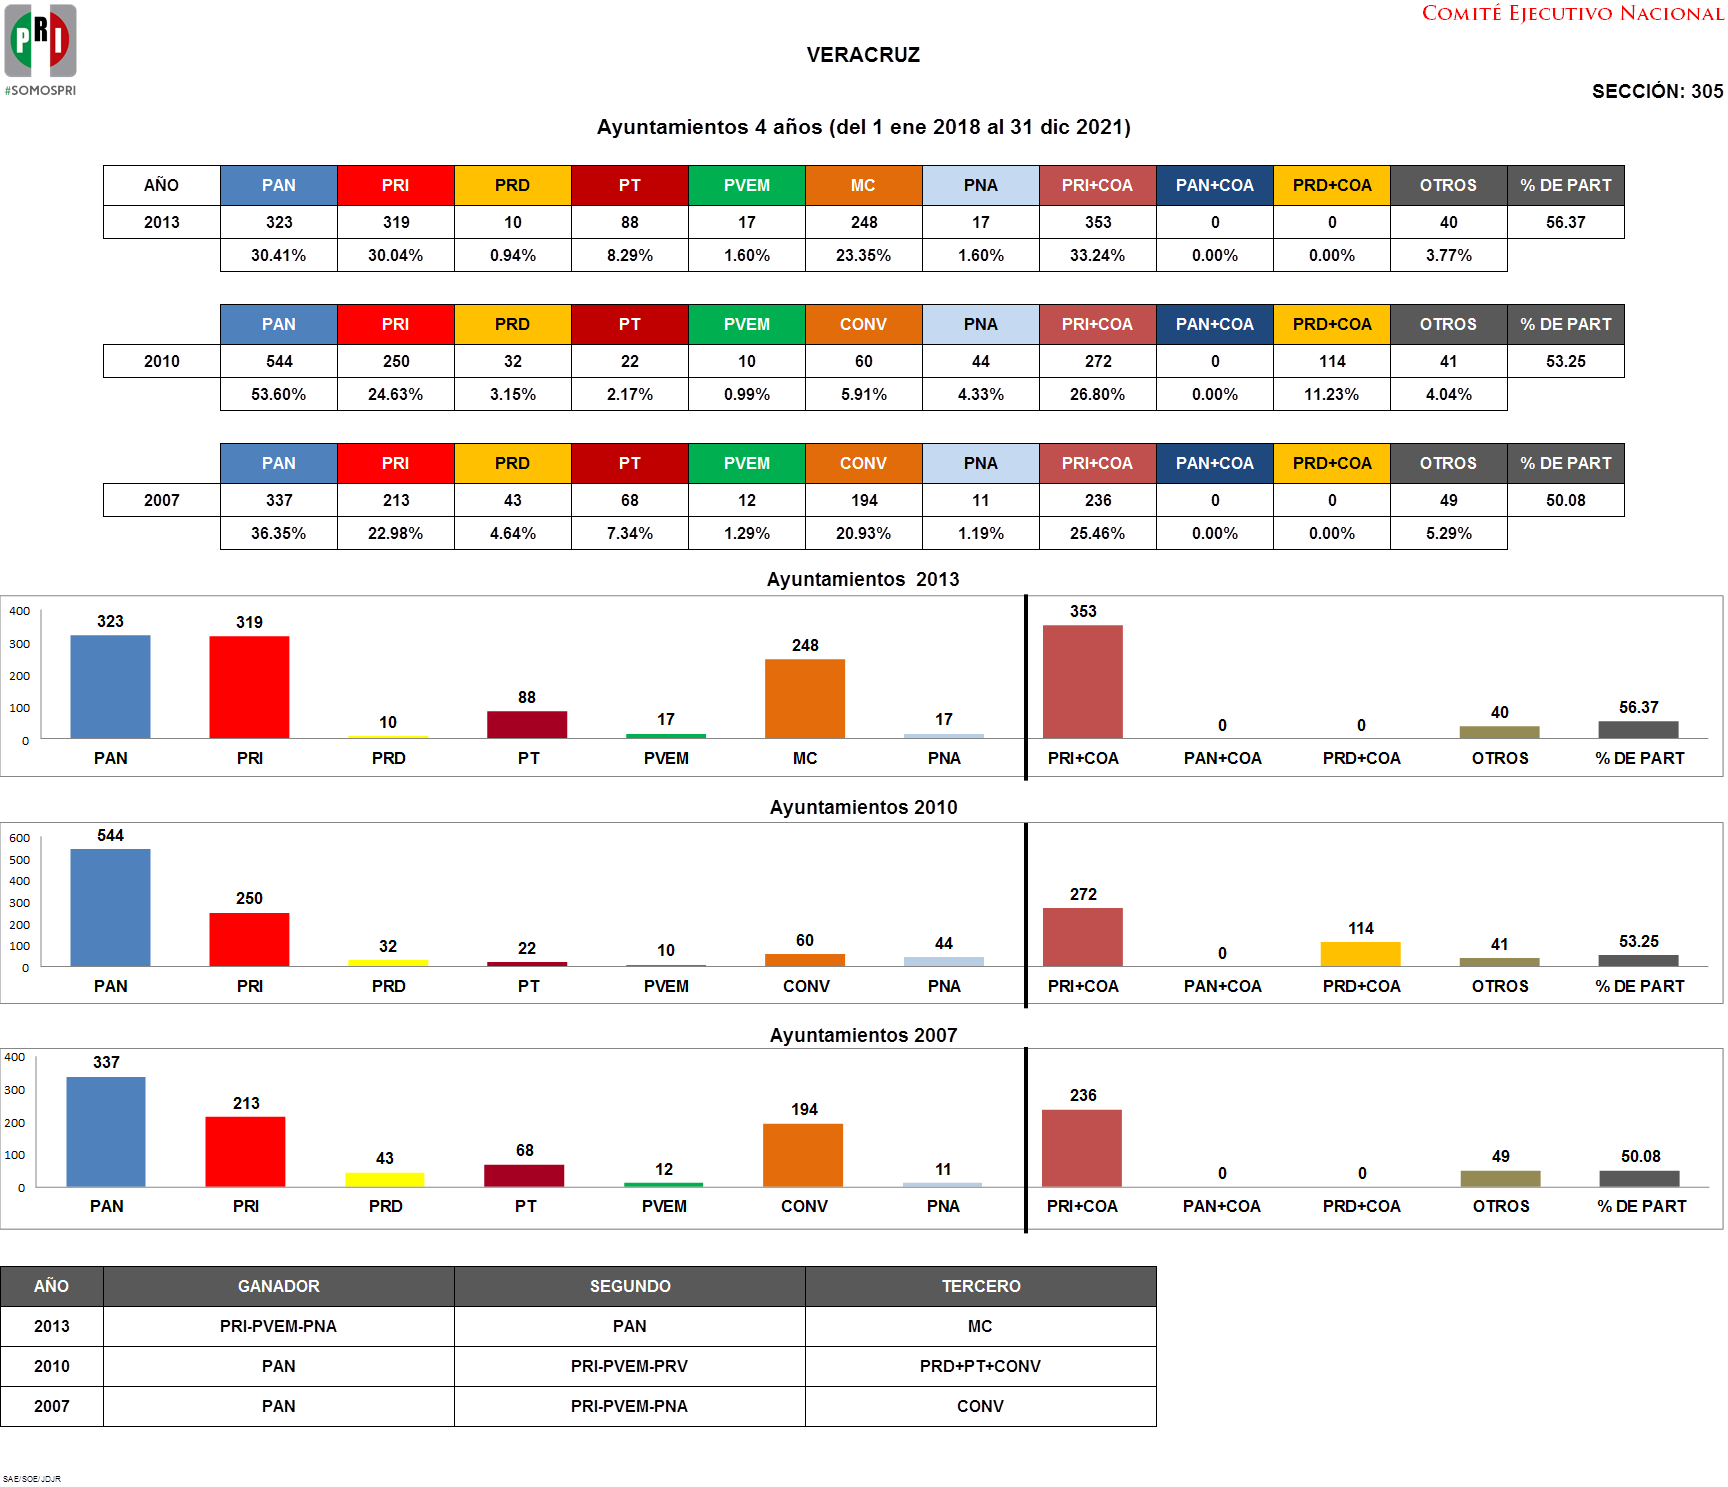 PRI
#SOMOSPRI
COMITÉ EJECUTIVO NACIONAL
VERACRUZ
SECCIÓN: 305
Ayuntamientos 4 años (del 1 ene 2018 al 31 dic 2021)
AÑO PAN PRI PRD PT PVEM MC PNA PRI+COA PAN+COA PRD+COA OTROS % DE PART
2013 323 319 10 88 17 248 17 353 0 0 40 56.37
30.41% 30.04% 0.94% 8.29% 1.60% 23.35% 1.60% 33.24% 0.00% 0.00% 3.77%
PAN PRI PRD PT PVEM CONV PNA PRI+COA PAN+COA PRD+COA OTROS % DE PART
2010 544 250 32 22 10 60 44 272 0 114 41 53.25
53.60% 24.63% 3.15% 2.17% 0.99% 5.91% 4.33% 26.80% 0.00% 11.23% 4.04%
PAN PRI PRD PT PVEM CONV PNA PRI+COA PAN+COA PRD+COA OTROS % DE PART
2007 337 213 43 68 12 194 11 236 0 0 49 50.08
36.35% 22.98% 4.64% 7.34% 1.29% 20.93% 1.19% 25.46% 0.00% 0.00% 5.29%
Ayuntamientos 2013
400
300
200
100
0
323 319 10 88 17 248 17 353 0 0 40 56.37
PAN PRI PRD PT PVEM MC PNA PRI+COA PAN+COA PRD+COA OTROS % DE PART
Ayuntamientos 2010
600
500
400
300
200
100
0
544 250 32 22 10 60 44 272 0 114 41 53.25
PAN PRI PRD PT PVEM CONV PNA PRI+COA PAN+COA PRD+COA OTROS % DE PART
Ayuntamientos 2007
400
300
200
100
0
337 213 43 68 12 194 11 236 0 0 49 50.08
PAN PRI PRD PT PVEM CONV PNA PRI+COA PAN+COA PRD+COA OTROS % DE PART
AÑO GANADOR SEGUNDO TERCERO
2013 PRI-PVEM-PNA PAN MC
2010 PAN PRI-PVEM-PRV PRD+PT+CONV
2007 PAN PRI-PVEM-PNA CONV
SAE/SOE/JDJR